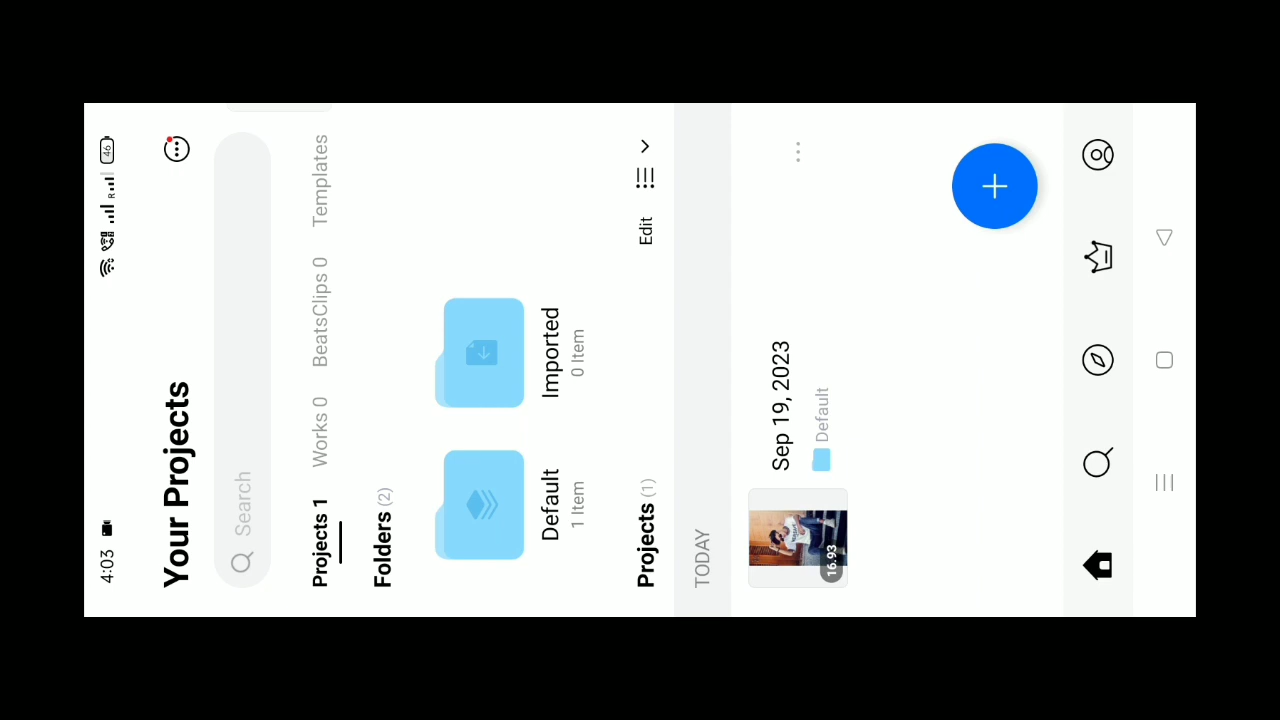 4:03
46
R
Your Projects
Search
Projects 1 Works 0 BeatsClips 0 Templates
Folders (2)
Default Imported
1 Item 0 Item
Projects (1) Edit
TODAY
Sep 19, 2023
Default
16.93